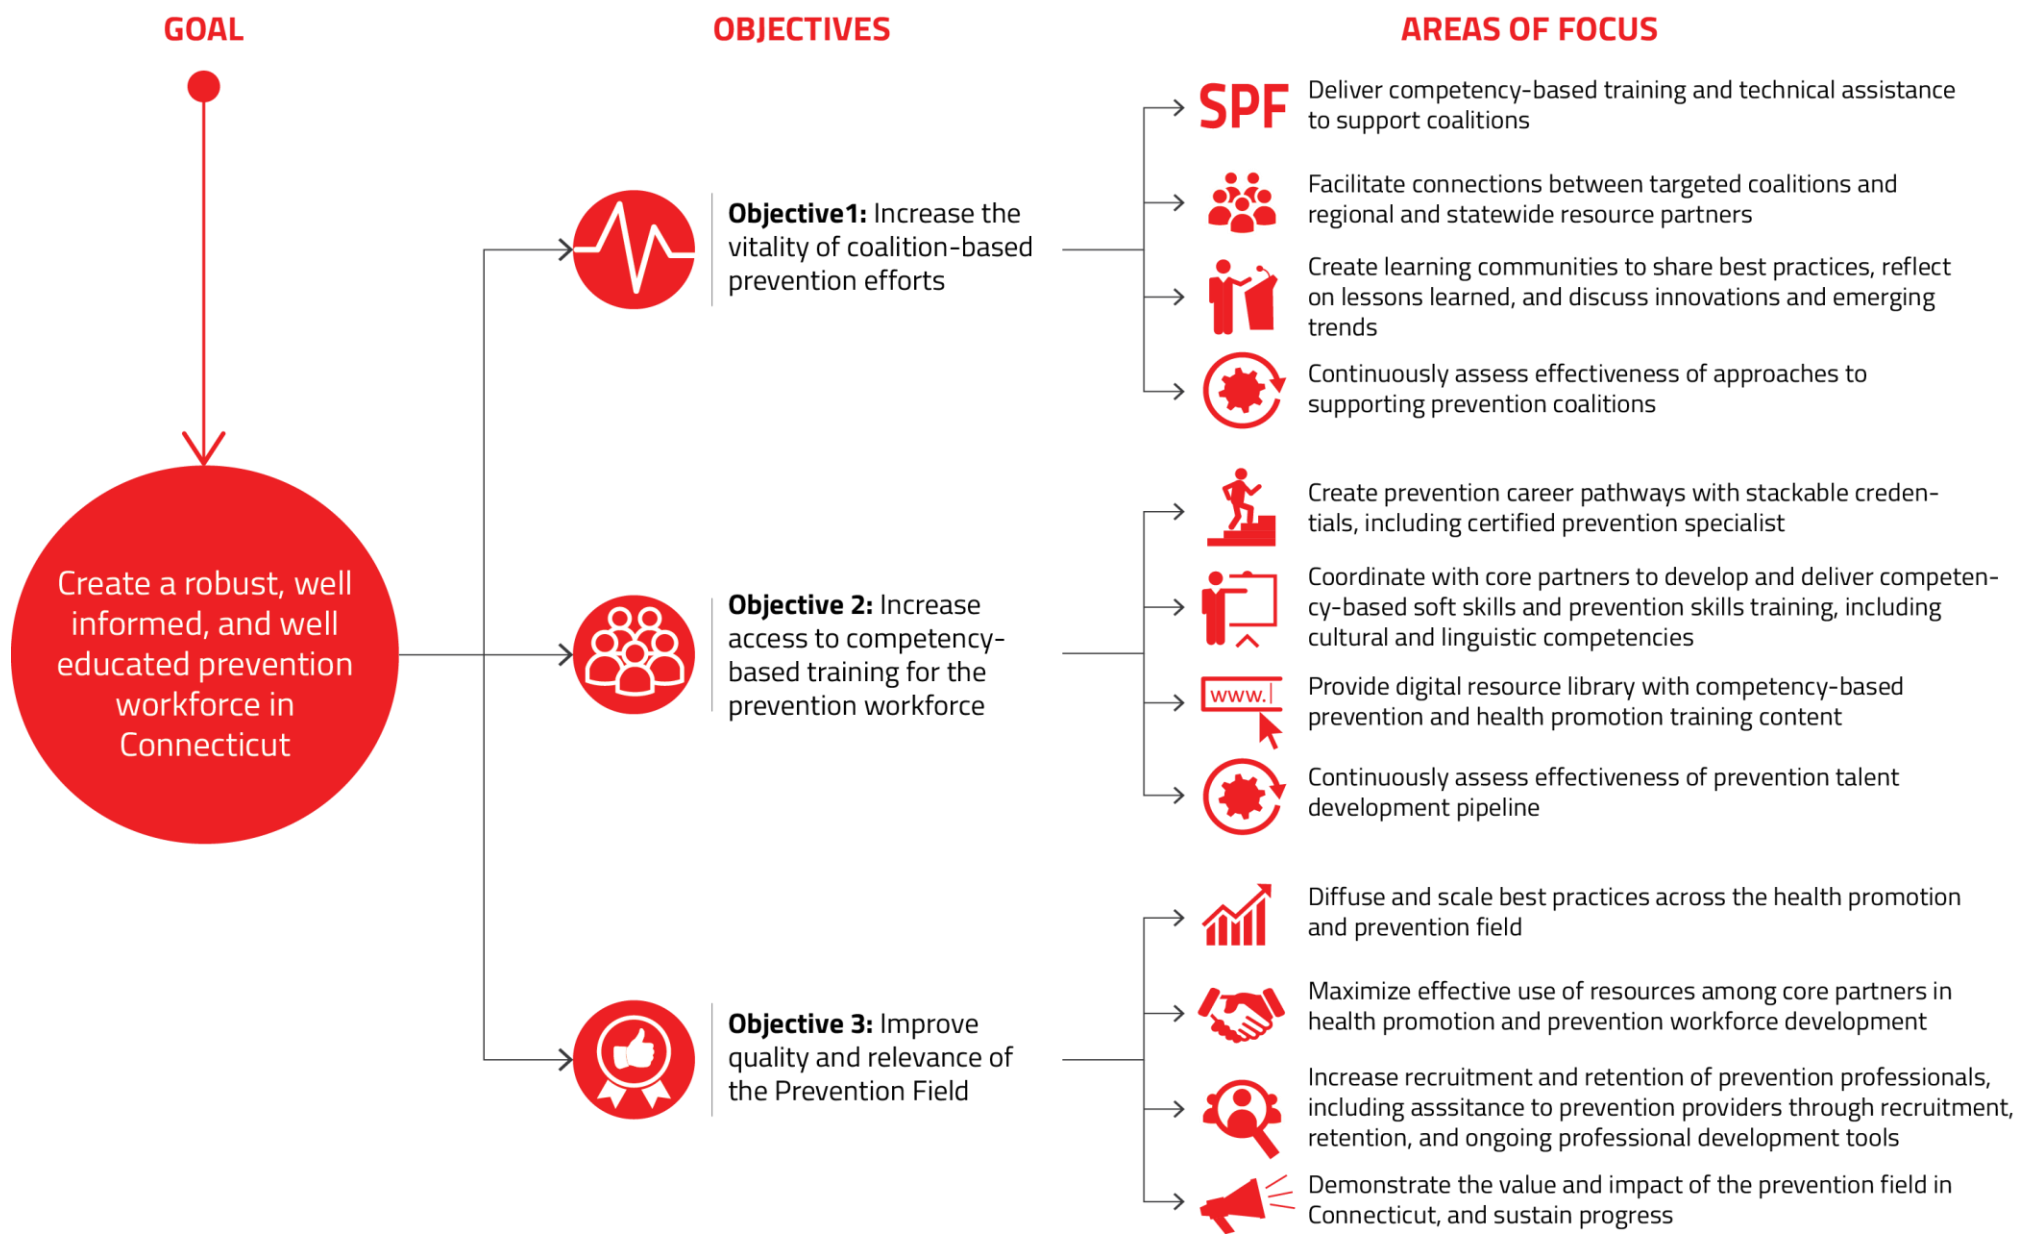 GOAL
OBJECTIVES
AREAS OF FOCUS
Create a robust, well
informed, and well
educated prevention
workforce in
Connecticut
Objective1: Increase the
vitality of coalition-based
prevention efforts
SPF
Deliver competency-based training and technical assistance
to support coalitions
Facilitate connections between targeted coalitions and
regional and statewide resource partners
Create learning communities to share best practices, reflect
on lessons learned, and discuss innovations and emerging
trends
Continuously assess effectiveness of approaches to
supporting prevention coalitions
Objective 2: Increase
access to competency-
based training for the
prevention workforce
Create prevention career pathways with stackable creden-
tials, including certified prevention specialist
Coordinate with core partners to develop and deliver competen-
cy-based soft skills and prevention skills training, including
cultural and linguistic competencies
www.
Provide digital resource library with competency-based
prevention and health promotion training content
Continuously assess effectiveness of prevention talent
development pipeline
Objective 3: Improve
quality and relevance of
the Prevention Field
Diffuse and scale best practices across the health promotion
and prevention field
Maximize effective use of resources among core partners in
health promotion and prevention workforce development
Increase recruitment and retention of prevention professionals,
including asssitance to prevention providers through recruitment,
retention, and ongoing professional development tools
Demonstrate the value and impact of the prevention field in
Connecticut, and sustain progress